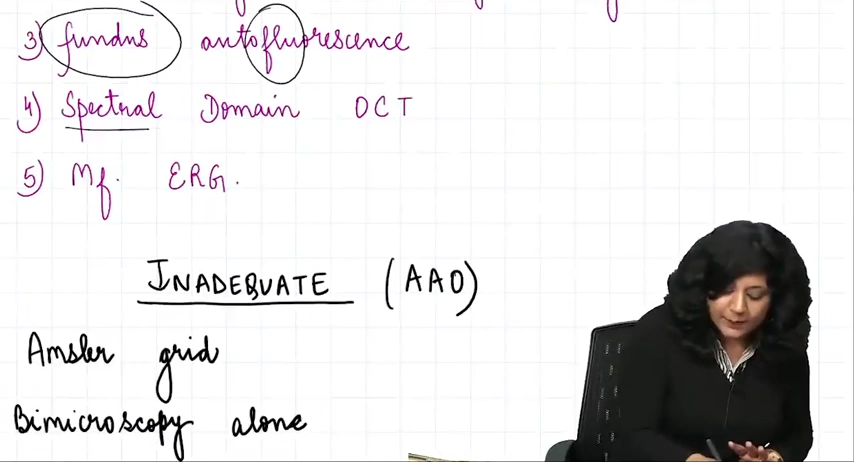 3) fundus autofluorescence
4) Spectral Domain OCT
5) Mf. ERG.
INADEQUATE (AAO)
Amsler grid
Bimicroscopy alone